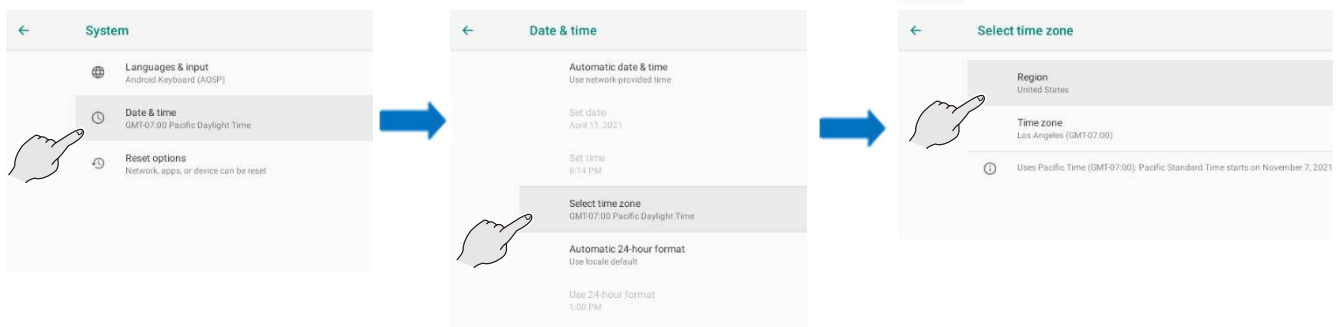 System
Languages & input
Android Keyboard (AOSP)
Date & time
GMT-07:00 Pacific Daylight Time
Reset options
Network, apps, or device can be reset
Date & time
Automatic date & time
Use network-provided time
Set date
April 11, 2021
Set time
8:14 PM
Select time zone
GMT-07:00 Pacific Daylight Time
Automatic 24-hour format
Use locale default
Use 24-hour format
1:00 PM
Select time zone
Region
United States
Time zone
Los Angeles (GMT-07:00)
Uses Pacific Time (GMT-07:00). Pacific Standard Time starts on November 7, 2021